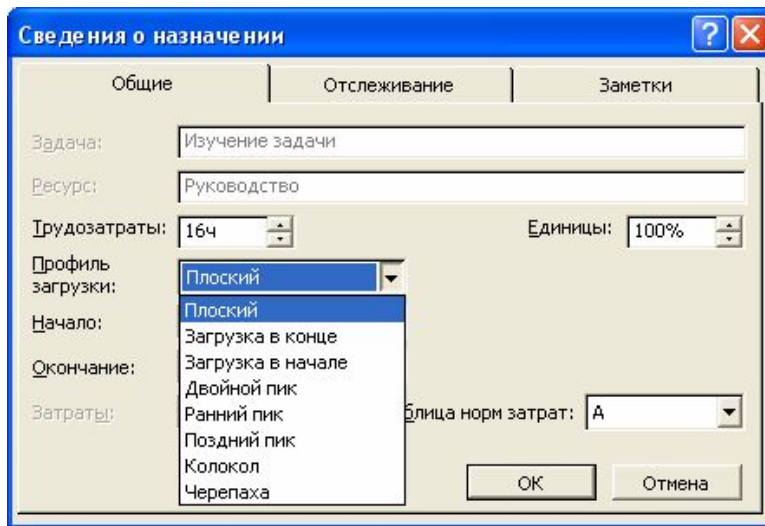 Сведения о назначении
Общие Отслеживание Заметки
Задача: Изучение задачи
Ресурс: Руководство
Трудозатраты: 16ч Единицы: 100%
Профиль загрузки: Плоский
Плоский
Начало:
Загрузка в конце
Загрузка в начале
Окончание:
Двойной пик
Затраты: Ранний пик блица норм затрат: A
Поздний пик
Колокол
Черепаха
ОК Отмена